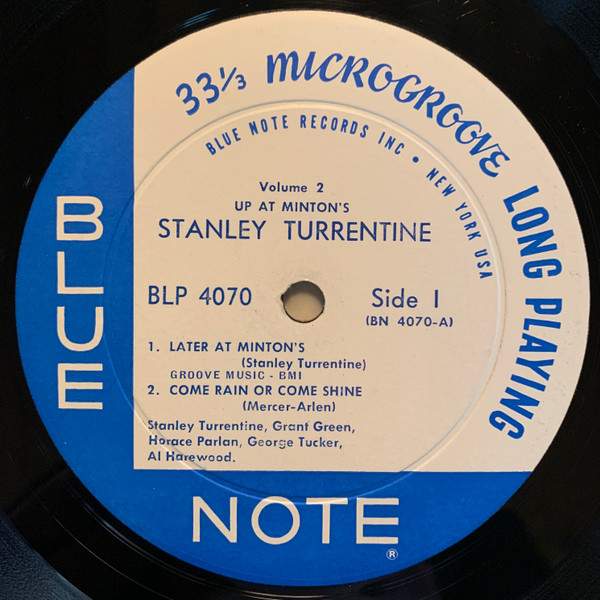 33⅓ MICROGROOVE LONG PLAYING
BLUE NOTE RECORDS INC • NEW YORK USA
Volume 2
UP AT MINTON'S
STANLEY TURRENTINE
BLP 4070
Side 1
(BN 4070-A)
1. LATER AT MINTON'S
(Stanley Turrentine)
GROOVE MUSIC - BMI
2. COME RAIN OR COME SHINE
(Mercer-Arlen)
Stanley Turrentine, Grant Green,
Horace Parlan, George Tucker,
Al Harewood.
BLUE
NOTE®